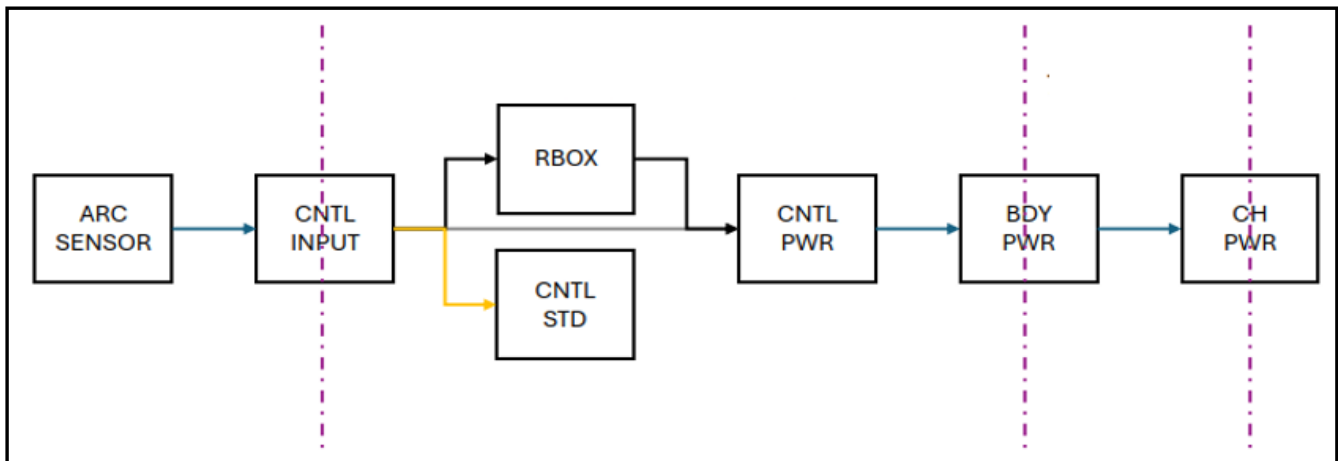 ARC
SENSOR
CNTL
INPUT
RBOX
CNTL
STD
CNTL
PWR
BDY
PWR
CH
PWR